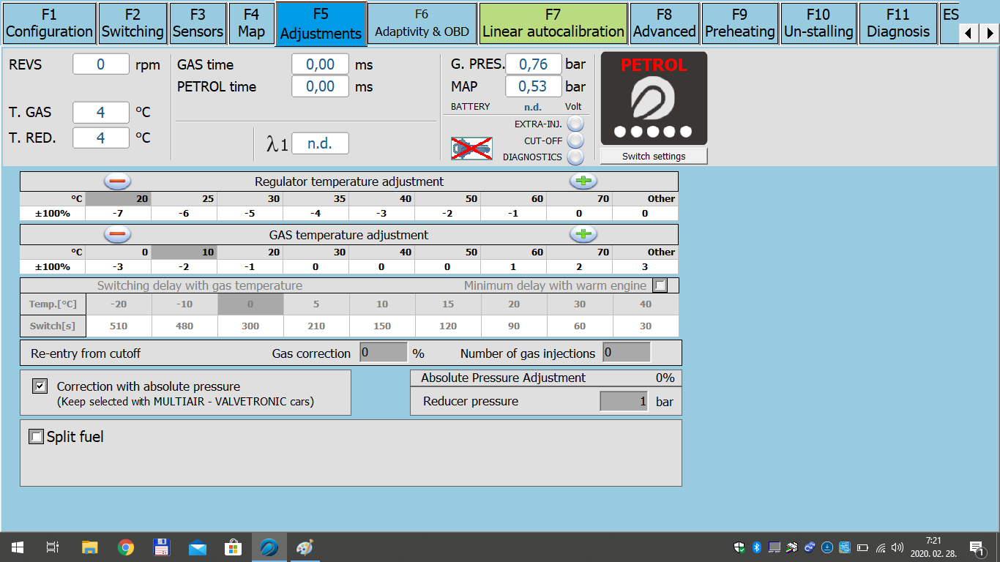 F1 F2 F3 F4 F5 F6 F7 F8 F9 F10 F11 ES
Configuration Switching Sensors Map Adjustments Adaptivity & OBD Linear autocalibration Advanced Preheating Un-stalling Diagnosis
REVS 0 rpm GAS time 0,00 ms G. PRES. 0,76 bar PETROL
PETROL time 0,00 ms MAP 0,53 bar
BATTERY n.d. Volt
T. GAS 4 °C EXTRA-INJ.
T. RED. 4 °C λ1 n.d. CUT-OFF
DIAGNOSTICS Switch settings
Regulator temperature adjustment
°C 20 25 30 35 40 50 60 70 Other
±100% -7 -6 -5 -4 -3 -2 -1 0 0
GAS temperature adjustment
°C 0 10 20 30 40 50 60 70 Other
±100% -3 -2 -1 0 0 0 1 2 3
Switching delay with gas temperature Minimum delay with warm engine
Temp.[°C] -20 -10 0 5 10 15 20 30 40
Switch[s] 510 480 300 210 150 120 90 60 30
Re-entry from cutoff Gas correction 0 % Number of gas injections 0
Correction with absolute pressure
(Keep selected with MULTIAIR - VALVETRONIC cars)
Absolute Pressure Adjustment 0%
Reducer pressure 1 bar
Split fuel
7:21
2020. 02. 28.
1